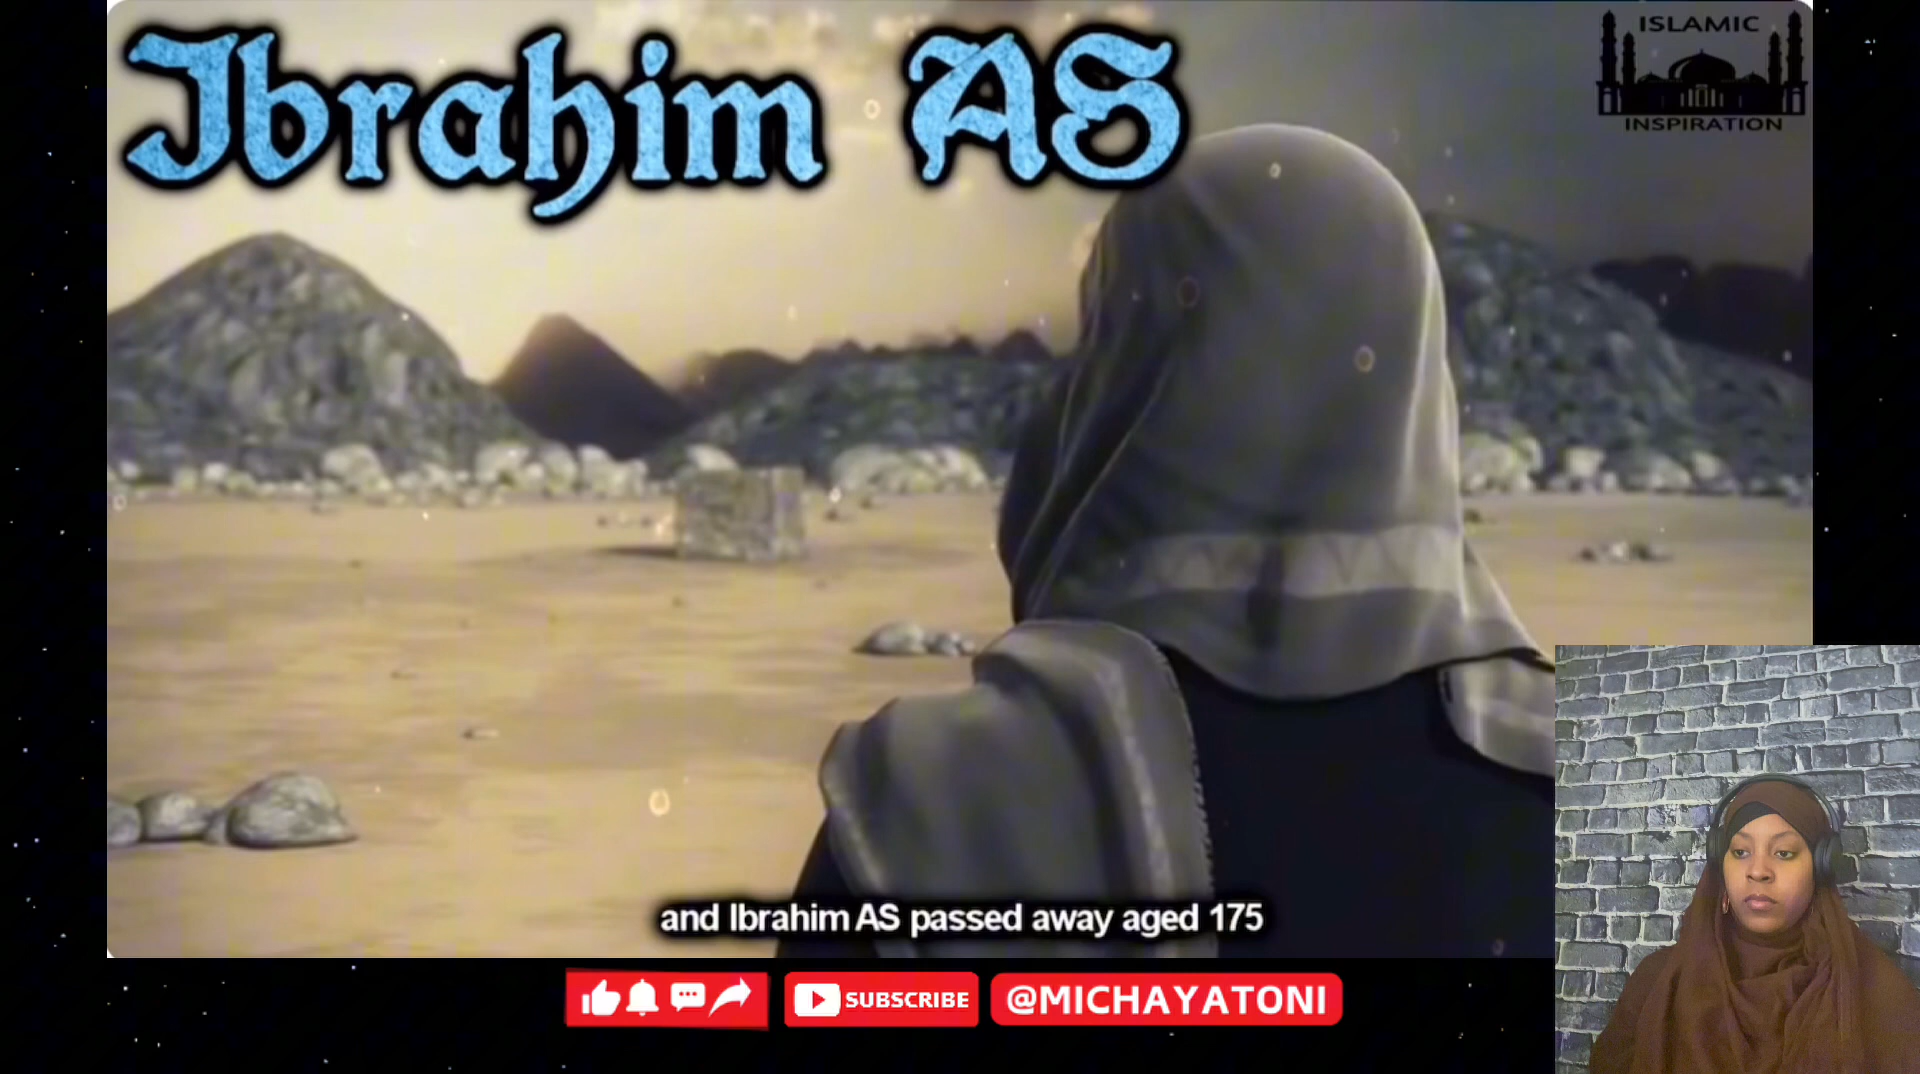 Ibrahim AS
ISLAMIC
INSPIRATION
and Ibrahim AS passed away aged 175
SUBSCRIBE
@MICHAYATONI